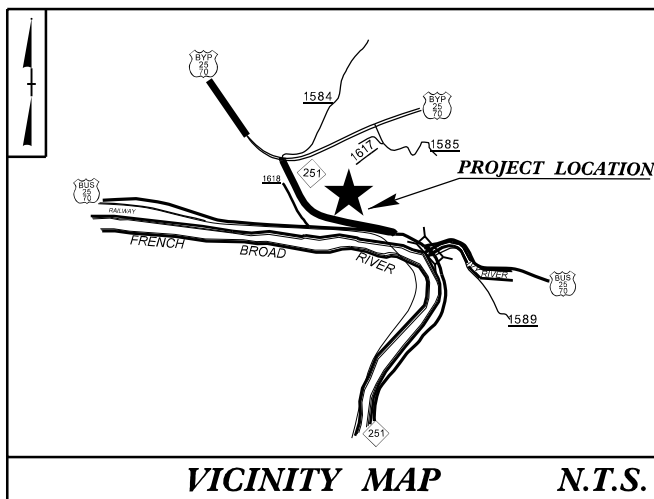 BYP
25
70
1584
BYP
25
70
1617
1585
251
PROJECT LOCATION
1618
BUS
25
70
RAILWAY
FRENCH BROAD RIVER
RIVER
BUS
25
70
1589
251
VICINITY MAP N.T.S.